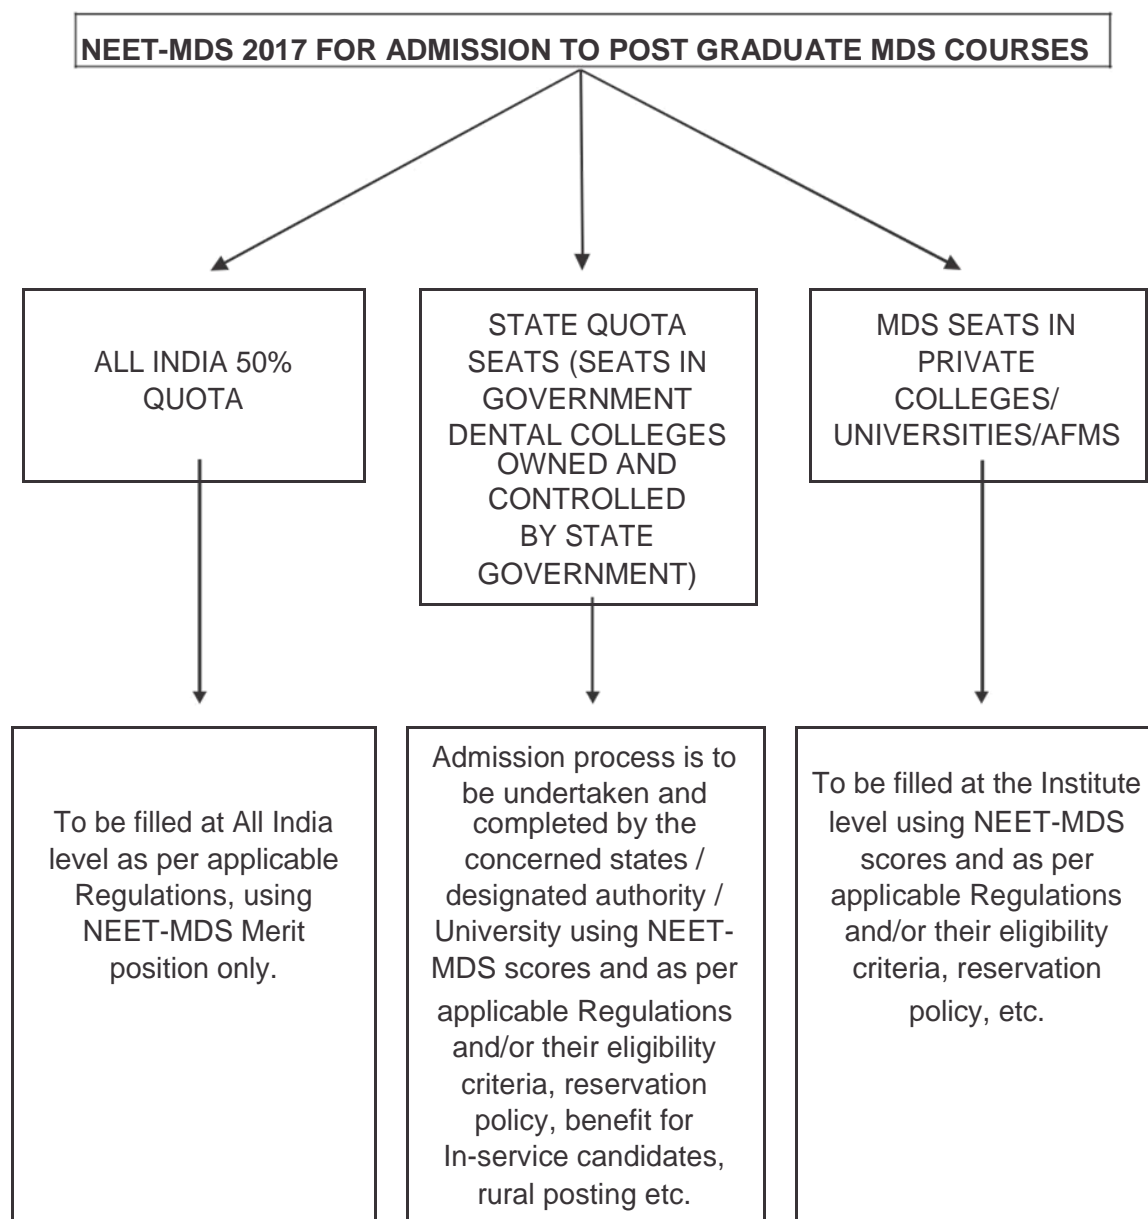 NEET-MDS 2017 FOR ADMISSION TO POST GRADUATE MDS COURSES
ALL INDIA 50%
QUOTA
STATE QUOTA
SEATS (SEATS IN
GOVERNMENT
DENTAL COLLEGES
OWNED AND
CONTROLLED
BY STATE
GOVERNMENT)
MDS SEATS IN
PRIVATE
COLLEGES/
UNIVERSITIES/AFMS
To be filled at All India
level as per applicable
Regulations, using
NEET-MDS Merit
position only.
Admission process is to
be undertaken and
completed by the
concerned states /
designated authority /
University using NEET-
MDS scores and as per
applicable Regulations
and/or their eligibility
criteria, reservation
policy, benefit for
In-service candidates,
rural posting etc.
To be filled at the Institute
level using NEET-MDS
scores and as per
applicable Regulations
and/or their eligibility
criteria, reservation
policy, etc.